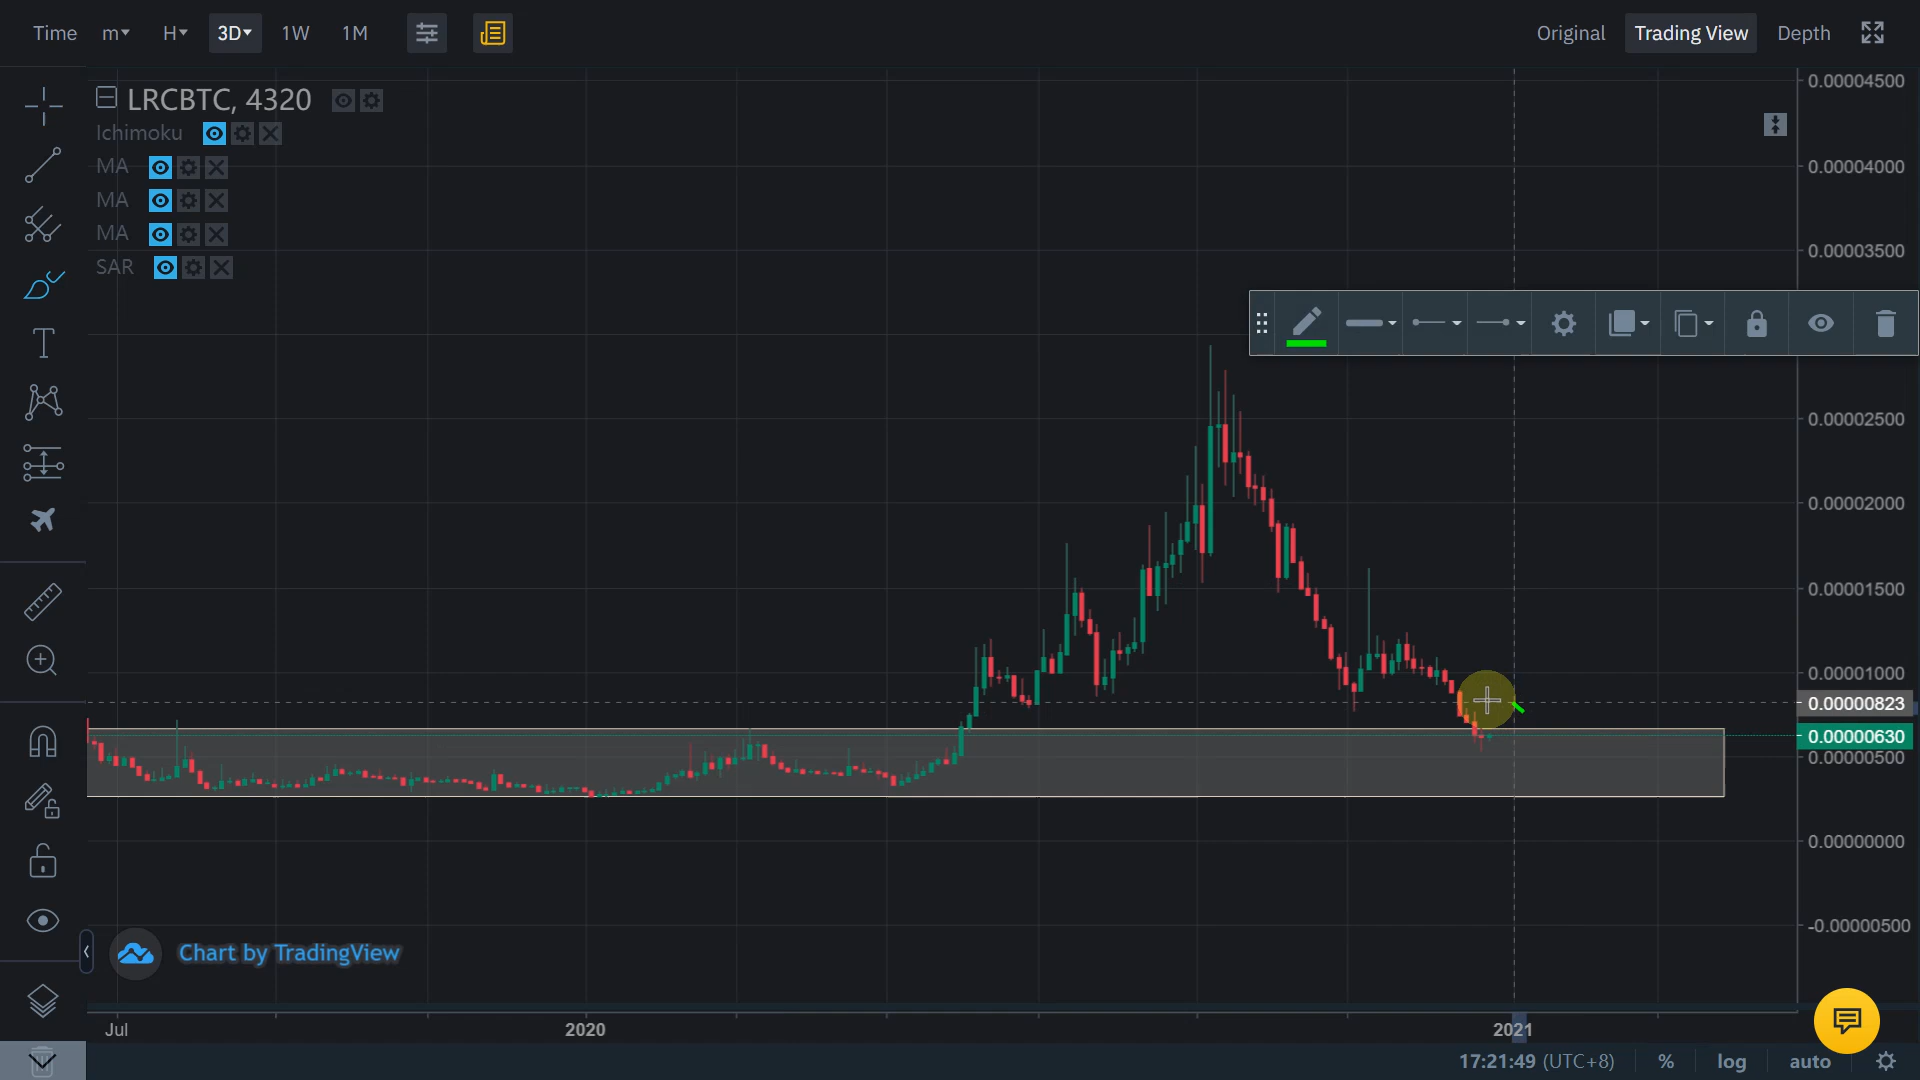 Time m▾ H▾ 3D▾ 1W 1M Original Trading View Depth
LRCBTC, 4320
Ichimoku
MA
MA
MA
SAR
0.00004500
0.00004000
0.00003500
0.00002500
0.00002000
0.00001500
0.00001000
0.00000823
0.00000630
0.00000500
0.00000000
-0.00000500
Chart by TradingView
Jul 2020 2021
17:21:49 (UTC+8) % log auto